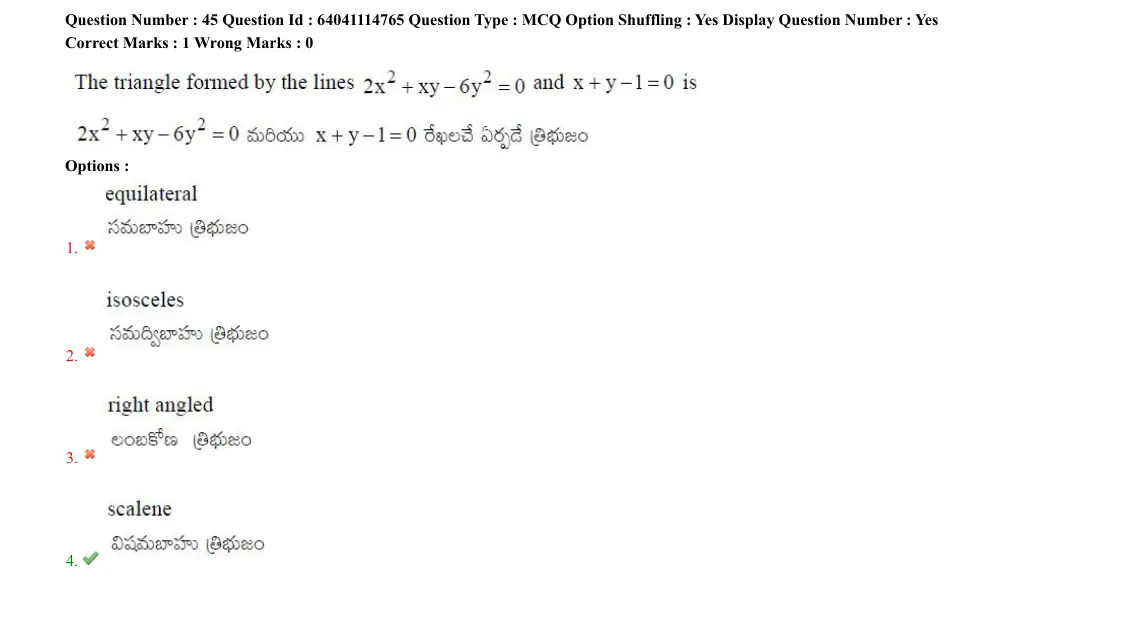 Question Number : 45 Question Id : 64041114765 Question Type : MCQ Option Shuffling : Yes Display Question Number : Yes
Correct Marks : 1 Wrong Marks : 0
The triangle formed by the lines 2x² + xy − 6y² = 0 and x + y − 1 = 0 is
2x² + xy − 6y² = 0 మరియు x + y − 1 = 0 రేఖలచే ఏర్పడే త్రిభుజం
Options :
equilateral
సమబాహు త్రిభుజం
1. ✖
isosceles
సమద్విబాహు త్రిభుజం
2. ✖
right angled
లంబకోణ త్రిభుజం
3. ✖
scalene
విషమబాహు త్రిభుజం
4. ✔